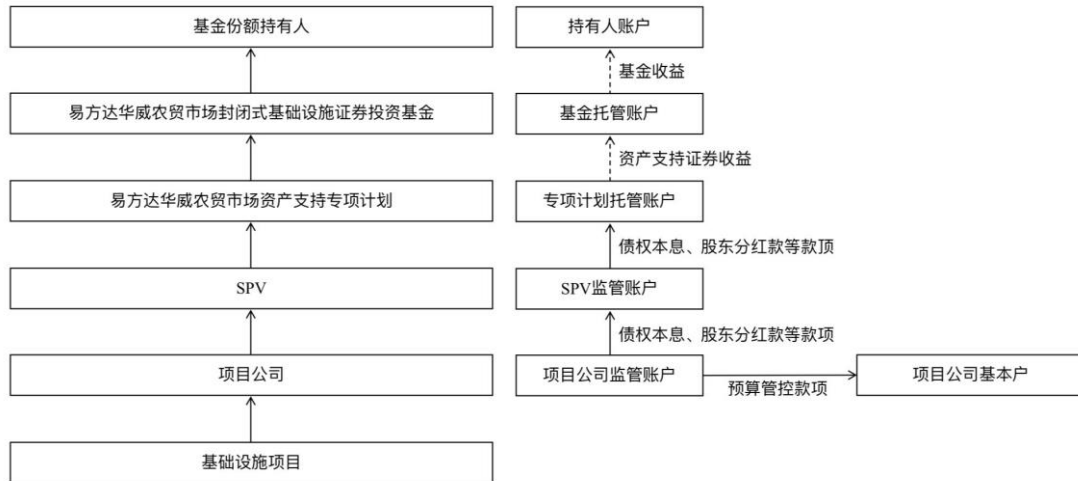 基金份额持有人
持有人账户
基金收益
易方达华威农贸市场封闭式基础设施证券投资基金
基金托管账户
资产支持证券收益
易方达华威农贸市场资产支持专项计划
专项计划托管账户
债权本息、股东分红款等款顶
SPV
SPV监管账户
债权本息、股东分红款等款项
项目公司
项目公司监管账户
预算管控款项
项目公司基本户
基础设施项目